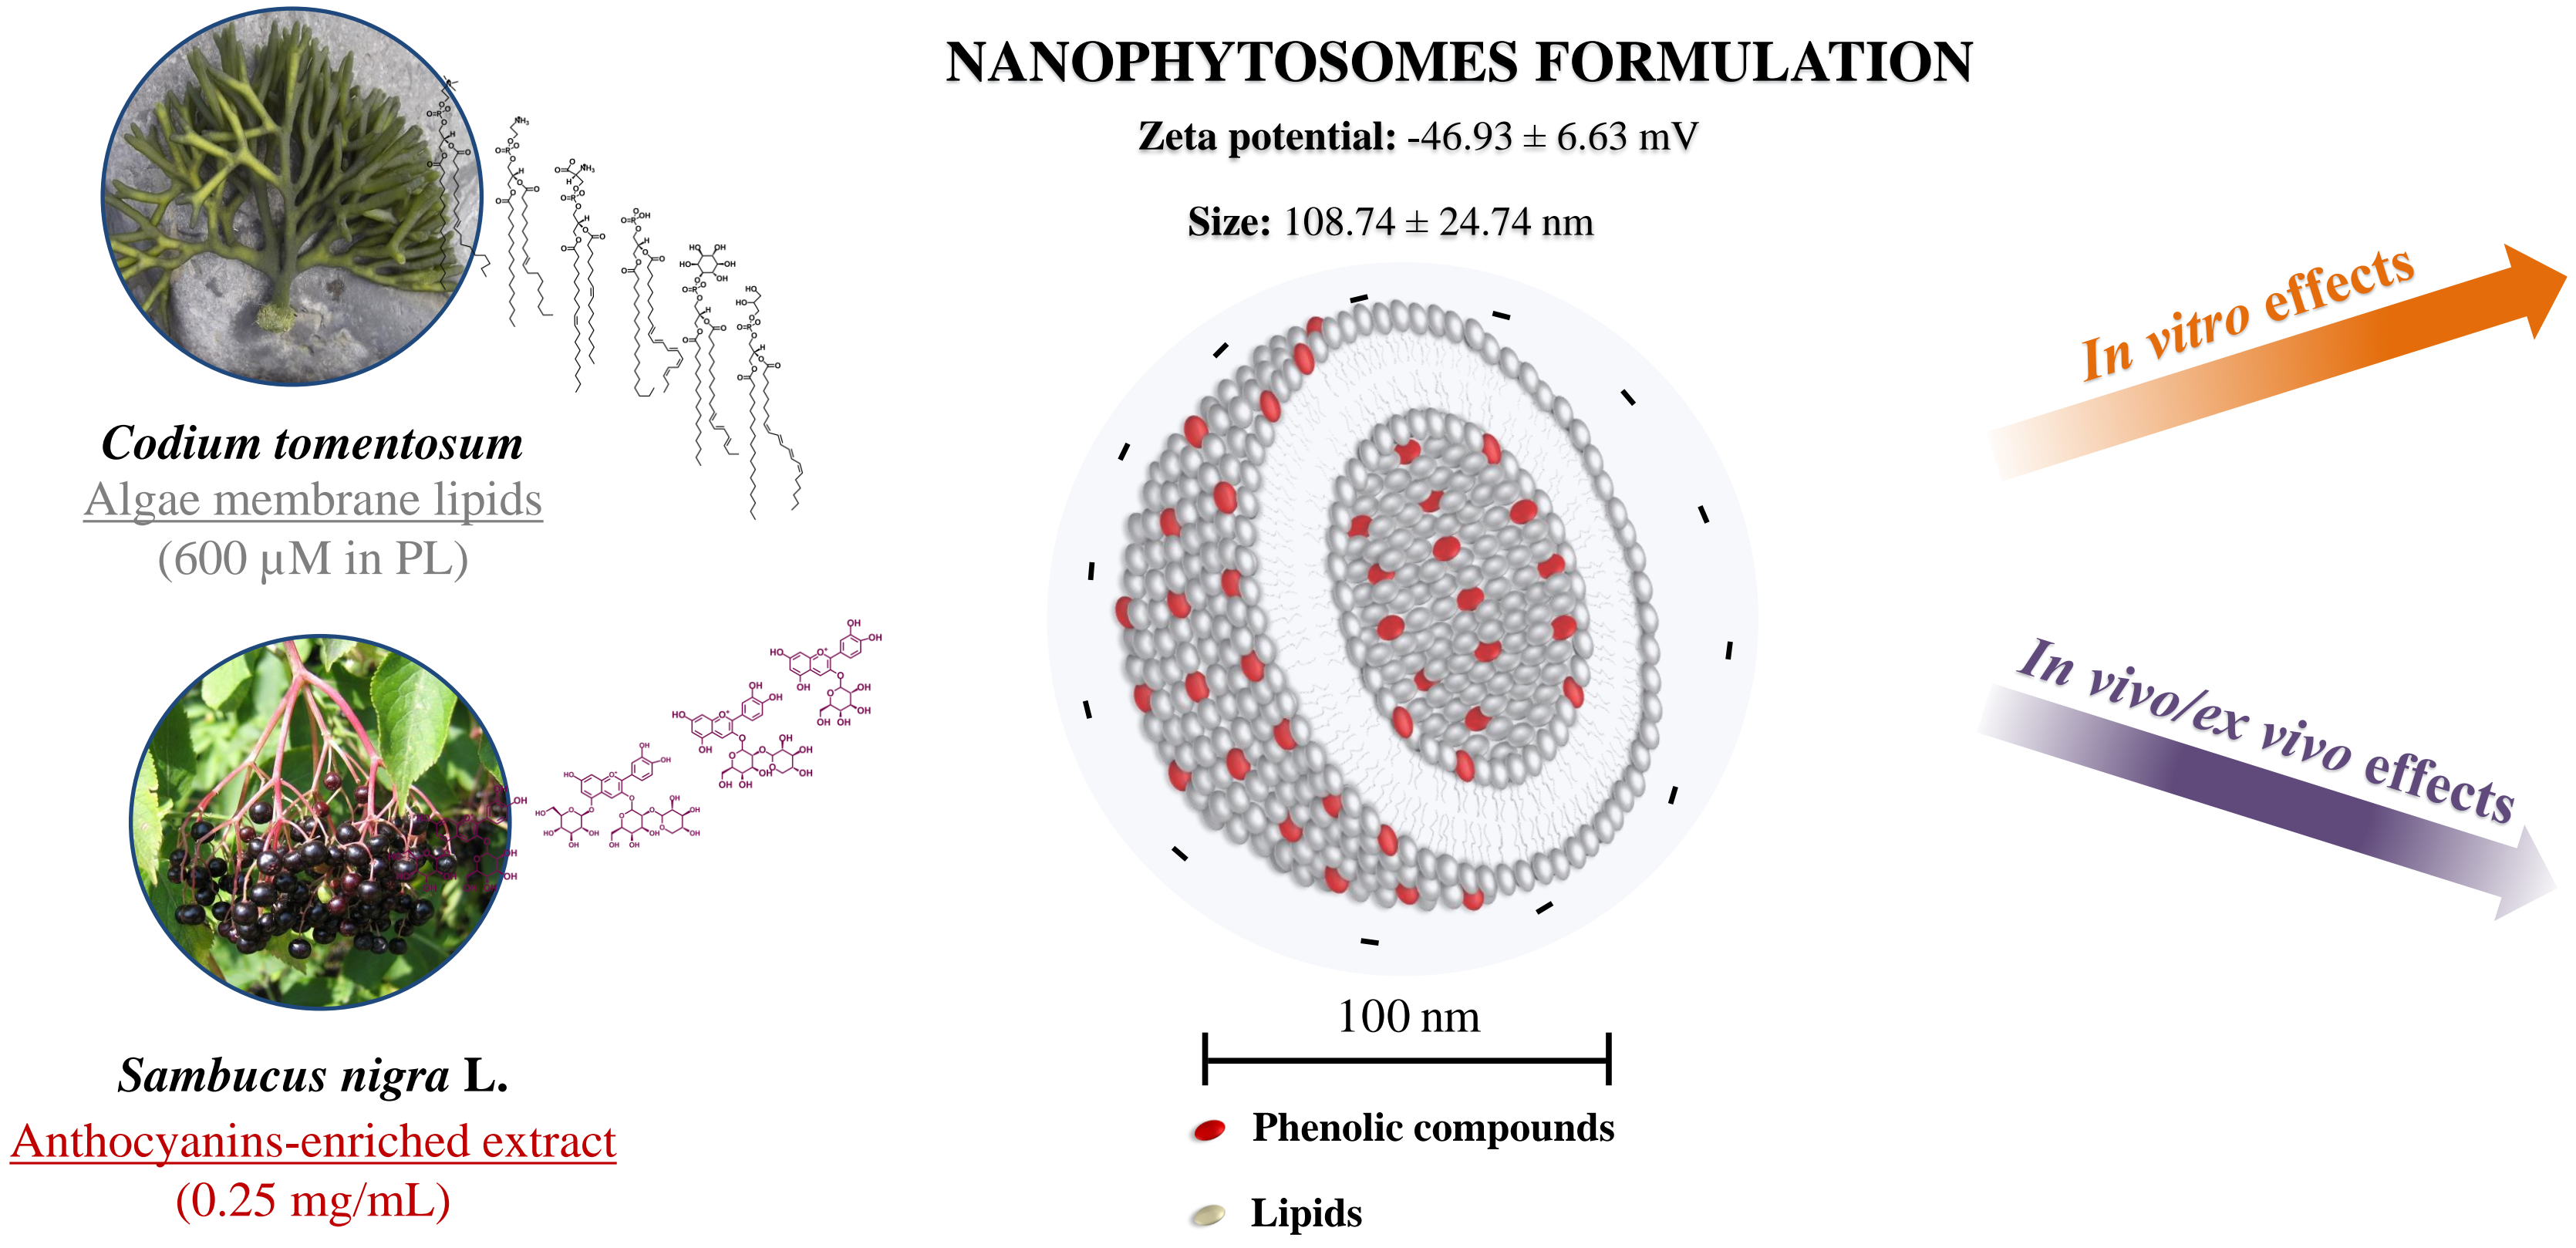 NANOPHYTOSOMES FORMULATION
Zeta potential: -46.93 ± 6.63 mV
Size: 108.74 ± 24.74 nm
Codium tomentosum
Algae membrane lipids
(600 µM in PL)
Sambucus nigra L.
Anthocyanins-enriched extract
(0.25 mg/mL)
100 nm
Phenolic compounds
Lipids
In vitro effects
In vivo/ex vivo effects